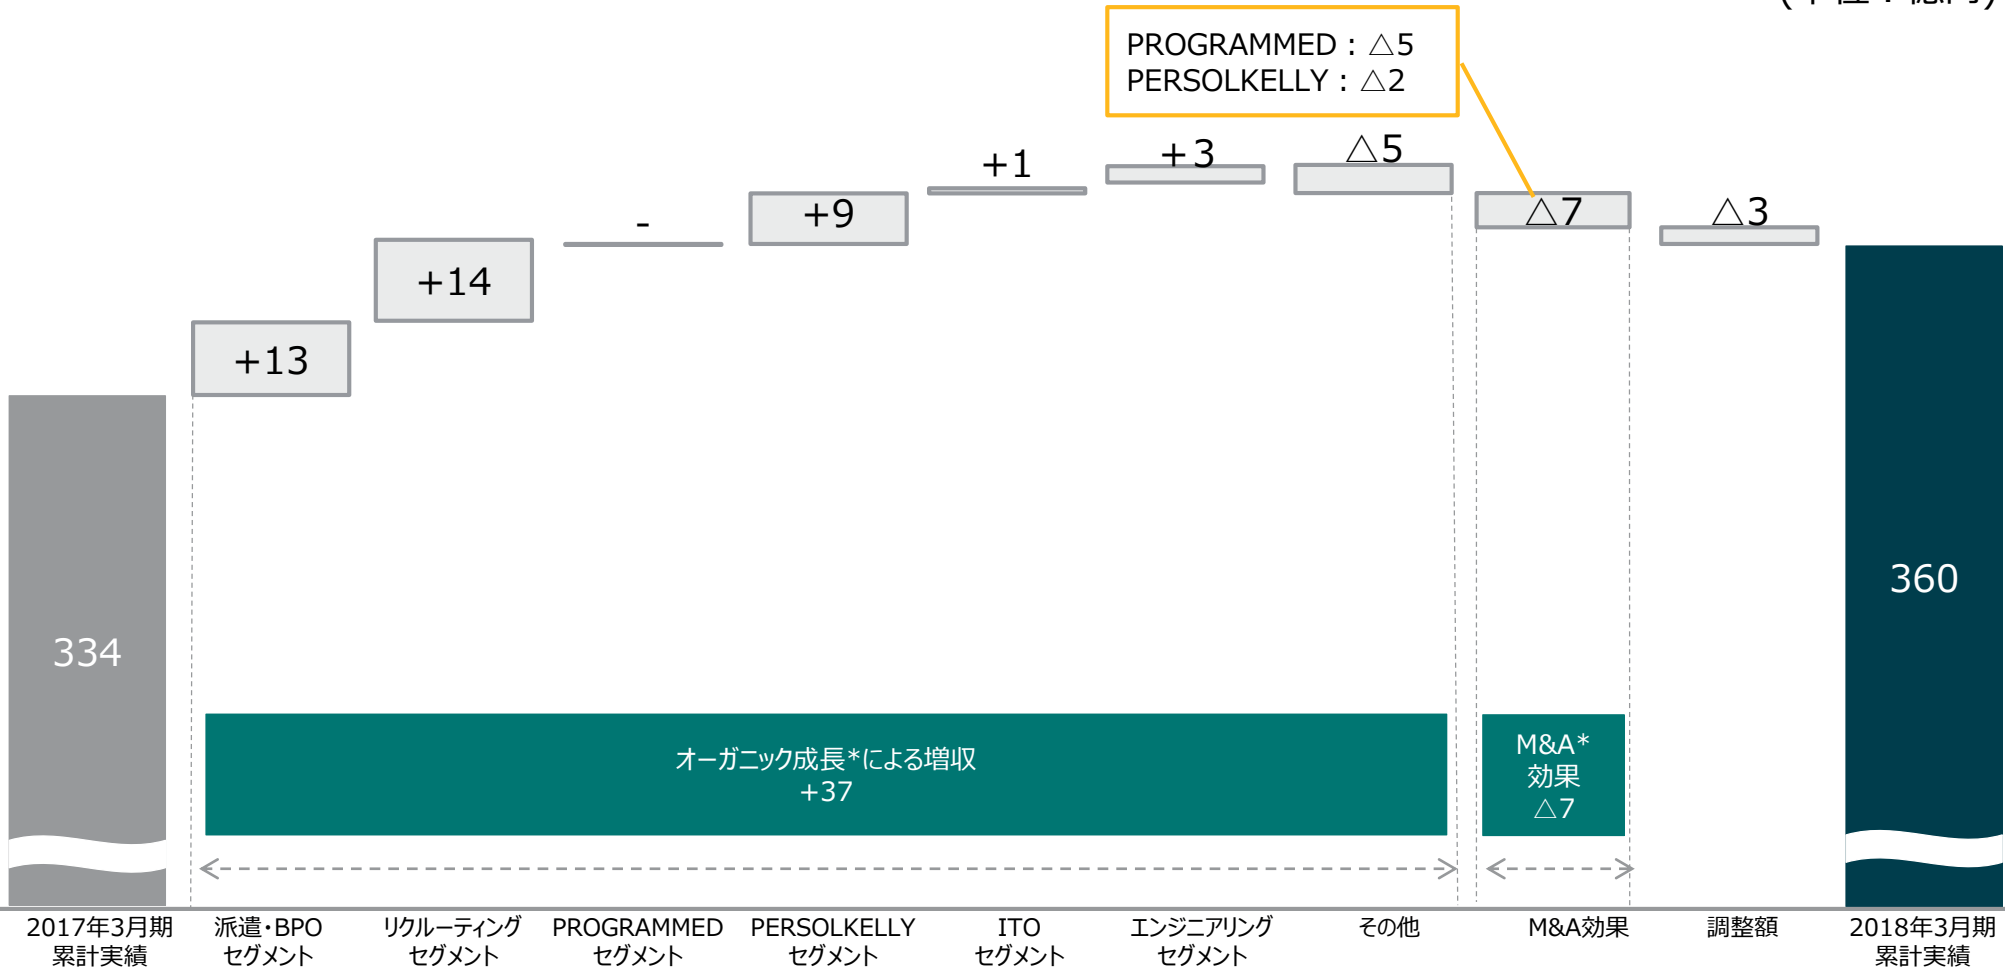 PROGRAMMED：△5
PERSOLKELLY：△2
+13
+14
-
+9
+1
+3
△5
△7
△3
334
360
オーガニック成長*による増収
+37
M&A*
効果
△7
2017年3月期
累計実績
派遣・BPO
セグメント
リクルーティング
セグメント
PROGRAMMED
セグメント
PERSOLKELLY
セグメント
ITO
セグメント
エンジニアリング
セグメント
その他
M&A効果
調整額
2018年3月期
累計実績